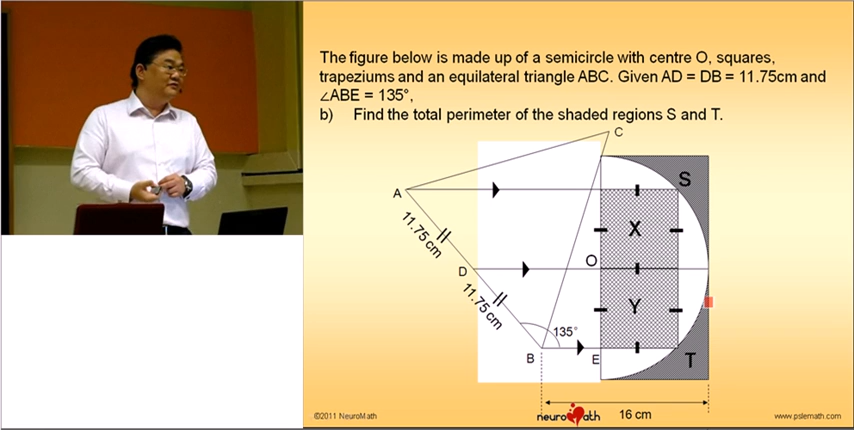 The figure below is made up of a semicircle with centre O, squares,
trapeziums and an equilateral triangle ABC. Given AD = DB = 11.75cm and
∠ABE = 135°,
b) Find the total perimeter of the shaded regions S and T.
C
S
A
X
11.75 cm
O
D
11.75 cm
Y
135°
B
E
T
16 cm
©2011 NeuroMath
neuromath
www.pslemath.com